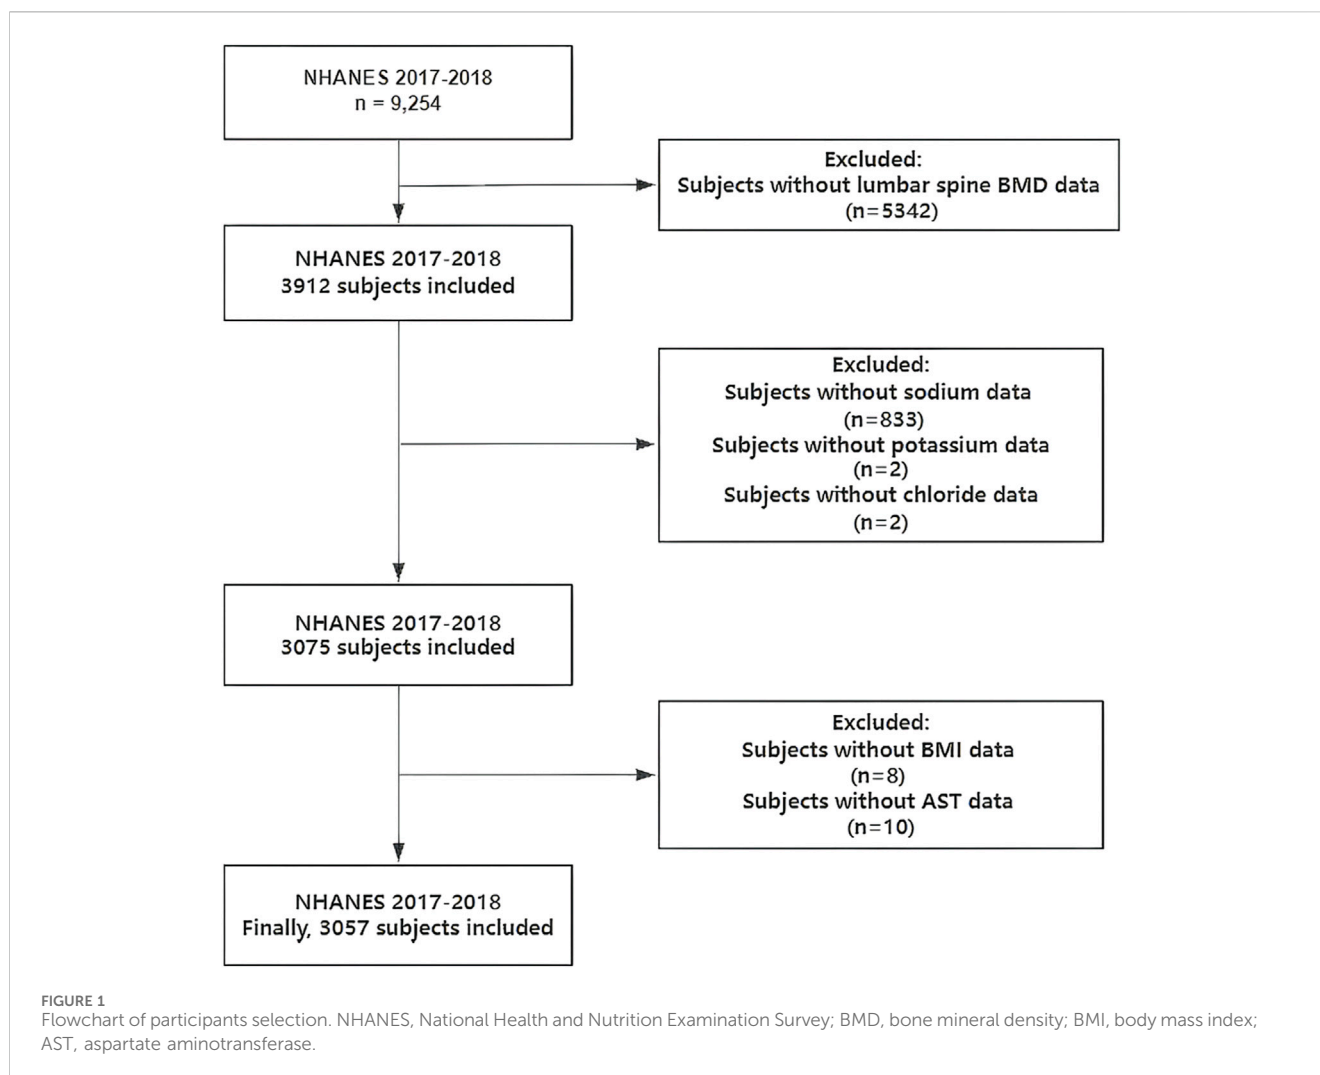 NHANES 2017-2018
n = 9,254
Excluded:
Subjects without lumbar spine BMD data
(n=5342)
NHANES 2017-2018
3912 subjects included
Excluded:
Subjects without sodium data
(n=833)
Subjects without potassium data
(n=2)
Subjects without chloride data
(n=2)
NHANES 2017-2018
3075 subjects included
Excluded:
Subjects without BMI data
(n=8)
Subjects without AST data
(n=10)
NHANES 2017-2018
Finally, 3057 subjects included
FIGURE 1
Flowchart of participants selection. NHANES, National Health and Nutrition Examination Survey; BMD, bone mineral density; BMI, body mass index;
AST, aspartate aminotransferase.